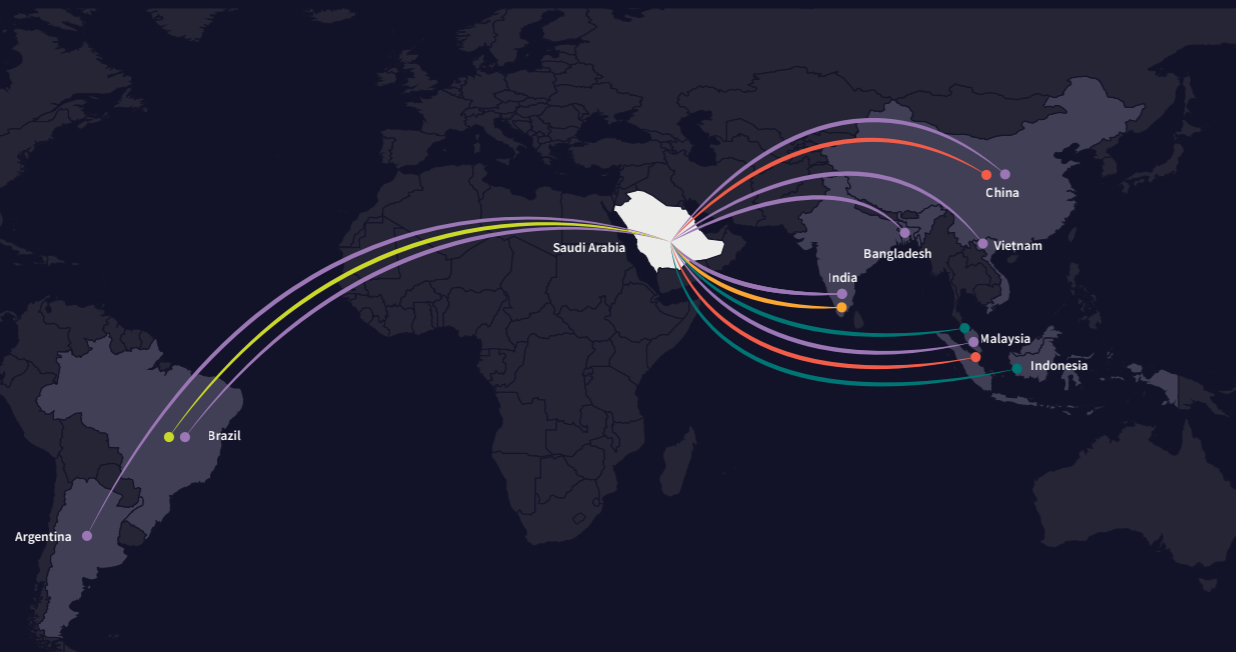 China
Saudi Arabia
Vietnam
Bangladesh
India
Malaysia
Indonesia
Brazil
Argentina